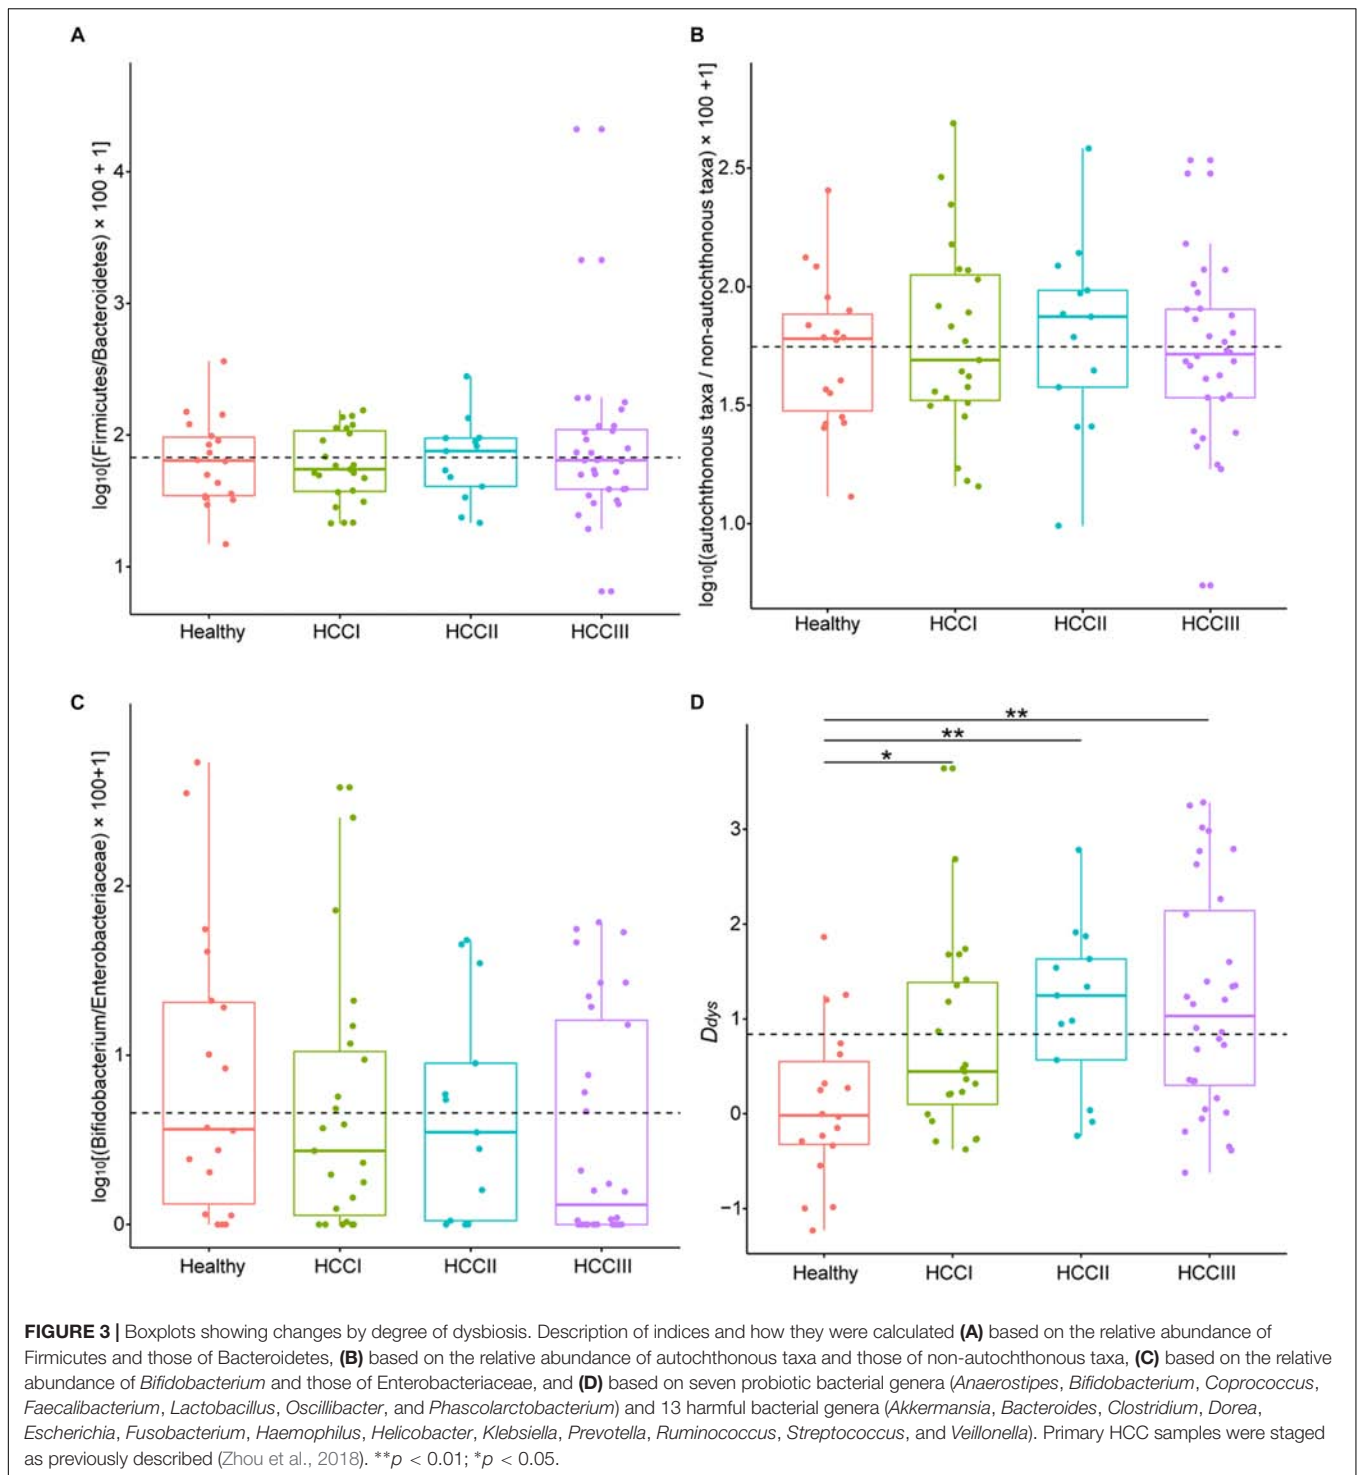 A
log10[(Firmicutes/Bacteroidetes) × 100 + 1]
4
3
2
1
Healthy HCCI HCCII HCCIII
B
log10[(autochthonous taxa / non-autochthonous taxa) × 100 +1]
2.5
2.0
1.5
1.0
Healthy HCCI HCCII HCCIII
C
log10[(Bifidobacterium/Enterobacteriaceae) × 100+1]
2
1
0
Healthy HCCI HCCII HCCIII
D
**
**
*
Ddys
3
2
1
0
−1
Healthy HCCI HCCII HCCIII
FIGURE 3 | Boxplots showing changes by degree of dysbiosis. Description of indices and how they were calculated (A) based on the relative abundance of
Firmicutes and those of Bacteroidetes, (B) based on the relative abundance of autochthonous taxa and those of non-autochthonous taxa, (C) based on the relative
abundance of Bifidobacterium and those of Enterobacteriaceae, and (D) based on seven probiotic bacterial genera (Anaerostipes, Bifidobacterium, Coprococcus,
Faecalibacterium, Lactobacillus, Oscillibacter, and Phascolarctobacterium) and 13 harmful bacterial genera (Akkermansia, Bacteroides, Clostridium, Dorea,
Escherichia, Fusobacterium, Haemophilus, Helicobacter, Klebsiella, Prevotella, Ruminococcus, Streptococcus, and Veillonella). Primary HCC samples were staged
as previously described (Zhou et al., 2018). **p < 0.01; *p < 0.05.